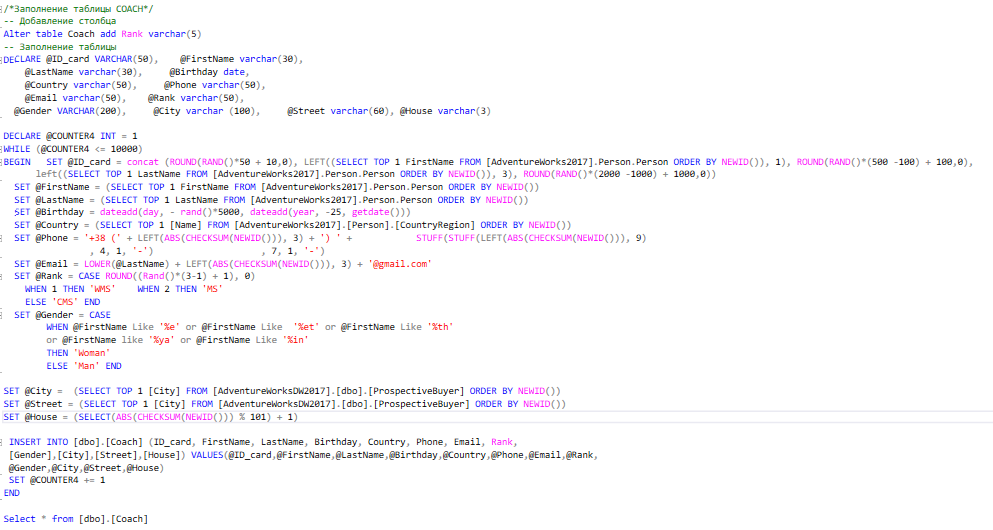 /*Заполнение таблицы COACH*/
-- Добавление столбца
Alter table Coach add Rank varchar(5)
-- Заполнение таблицы
DECLARE @ID_card VARCHAR(50), @FirstName varchar(30),
@LastName varchar(30), @Birthday date,
@Country varchar(50), @Phone varchar(50),
@Email varchar(50), @Rank varchar(50),
@Gender VARCHAR(200), @City varchar (100), @Street varchar(60), @House varchar(3)
DECLARE @COUNTER4 INT = 1
WHILE (@COUNTER4 <= 10000)
BEGIN SET @ID_card = concat (ROUND(RAND()*50 + 10,0), LEFT((SELECT TOP 1 FirstName FROM [AdventureWorks2017].Person.Person ORDER BY NEWID()), 1), ROUND(RAND()*(500 -100) + 100,0),
left((SELECT TOP 1 LastName FROM [AdventureWorks2017].Person.Person ORDER BY NEWID()), 3), ROUND(RAND()*(2000 -1000) + 1000,0))
SET @FirstName = (SELECT TOP 1 FirstName FROM [AdventureWorks2017].Person.Person ORDER BY NEWID())
SET @LastName = (SELECT TOP 1 LastName FROM [AdventureWorks2017].Person.Person ORDER BY NEWID())
SET @Birthday = dateadd(day, - rand()*5000, dateadd(year, -25, getdate()))
SET @Country = (SELECT TOP 1 [Name] FROM [AdventureWorks2017].[Person].[CountryRegion] ORDER BY NEWID())
SET @Phone = '+38 (' + LEFT(ABS(CHECKSUM(NEWID())), 3) + ') ' + STUFF(STUFF(LEFT(ABS(CHECKSUM(NEWID())), 9)
, 4, 1, '-') , 7, 1, '-')
SET @Email = LOWER(@LastName) + LEFT(ABS(CHECKSUM(NEWID())), 3) + '@gmail.com'
SET @Rank = CASE ROUND((Rand()*(3-1) + 1), 0)
WHEN 1 THEN 'WMS' WHEN 2 THEN 'MS'
ELSE 'CMS' END
SET @Gender = CASE
WHEN @FirstName Like '%e' or @FirstName Like '%et' or @FirstName Like '%th'
or @FirstName like '%ya' or @FirstName Like '%in'
THEN 'Woman'
ELSE 'Man' END
SET @City = (SELECT TOP 1 [City] FROM [AdventureWorksDW2017].[dbo].[ProspectiveBuyer] ORDER BY NEWID())
SET @Street = (SELECT TOP 1 [City] FROM [AdventureWorksDW2017].[dbo].[ProspectiveBuyer] ORDER BY NEWID())
SET @House = (SELECT(ABS(CHECKSUM(NEWID())) % 101) + 1)
INSERT INTO [dbo].[Coach] (ID_card, FirstName, LastName, Birthday, Country, Phone, Email, Rank,
[Gender],[City],[Street],[House]) VALUES(@ID_card,@FirstName,@LastName,@Birthday,@Country,@Phone,@Email,@Rank,
@Gender,@City,@Street,@House)
SET @COUNTER4 += 1
END
Select * from [dbo].[Coach]